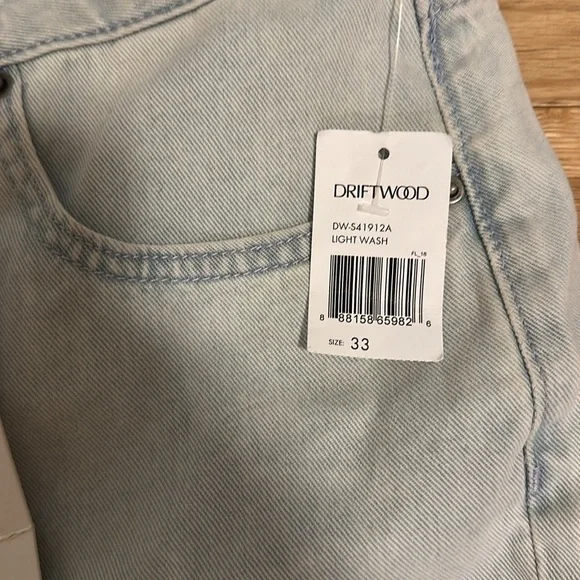 DRIFTWOOD
DW-S41912A
LIGHT WASH
FL_18
8 88158 65982 6
SIZE: 33